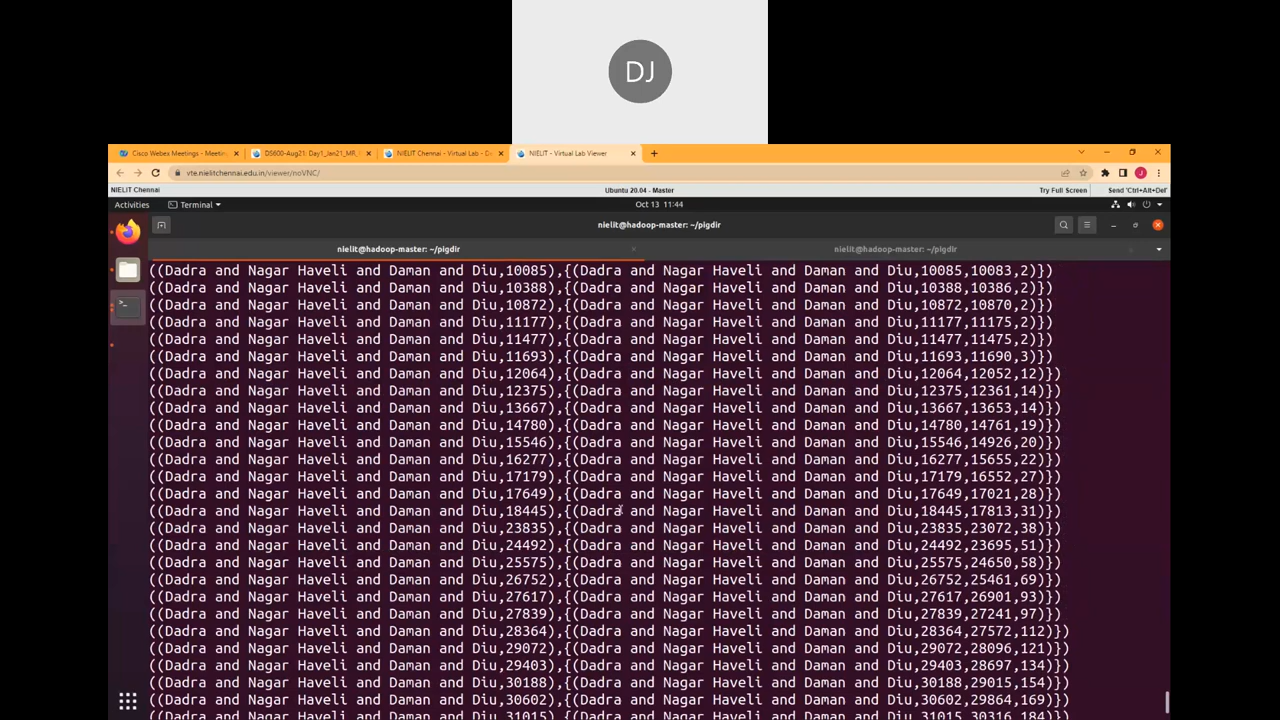 DJ
Cisco Webex Meetings - Meetin
DS600-Aug21: Day1_Jan21_MR,
NIELIT Chennai - Virtual Lab - D
NIELIT - Virtual Lab Viewer
vte.nielitchennai.edu.in/viewer/noVNC/
NIELIT Chennai Ubuntu 20.04 - Master Try Full Screen Send 'Ctrl+Alt+Del'
Activities Terminal Oct 13 11:44
nielit@hadoop-master: ~/pigdir
nielit@hadoop-master: ~/pigdir nielit@hadoop-master: ~/pigdir
((Dadra and Nagar Haveli and Daman and Diu,10085),{(Dadra and Nagar Haveli and Daman and Diu,10085,10083,2)})
((Dadra and Nagar Haveli and Daman and Diu,10388),{(Dadra and Nagar Haveli and Daman and Diu,10388,10386,2)})
((Dadra and Nagar Haveli and Daman and Diu,10872),{(Dadra and Nagar Haveli and Daman and Diu,10872,10870,2)})
((Dadra and Nagar Haveli and Daman and Diu,11177),{(Dadra and Nagar Haveli and Daman and Diu,11177,11175,2)})
((Dadra and Nagar Haveli and Daman and Diu,11477),{(Dadra and Nagar Haveli and Daman and Diu,11477,11475,2)})
((Dadra and Nagar Haveli and Daman and Diu,11693),{(Dadra and Nagar Haveli and Daman and Diu,11693,11690,3)})
((Dadra and Nagar Haveli and Daman and Diu,12064),{(Dadra and Nagar Haveli and Daman and Diu,12064,12052,12)})
((Dadra and Nagar Haveli and Daman and Diu,12375),{(Dadra and Nagar Haveli and Daman and Diu,12375,12361,14)})
((Dadra and Nagar Haveli and Daman and Diu,13667),{(Dadra and Nagar Haveli and Daman and Diu,13667,13653,14)})
((Dadra and Nagar Haveli and Daman and Diu,14780),{(Dadra and Nagar Haveli and Daman and Diu,14780,14761,19)})
((Dadra and Nagar Haveli and Daman and Diu,15546),{(Dadra and Nagar Haveli and Daman and Diu,15546,14926,20)})
((Dadra and Nagar Haveli and Daman and Diu,16277),{(Dadra and Nagar Haveli and Daman and Diu,16277,15655,22)})
((Dadra and Nagar Haveli and Daman and Diu,17179),{(Dadra and Nagar Haveli and Daman and Diu,17179,16552,27)})
((Dadra and Nagar Haveli and Daman and Diu,17649),{(Dadra and Nagar Haveli and Daman and Diu,17649,17021,28)})
((Dadra and Nagar Haveli and Daman and Diu,18445),{(Dadra and Nagar Haveli and Daman and Diu,18445,17813,31)})
((Dadra and Nagar Haveli and Daman and Diu,23835),{(Dadra and Nagar Haveli and Daman and Diu,23835,23072,38)})
((Dadra and Nagar Haveli and Daman and Diu,24492),{(Dadra and Nagar Haveli and Daman and Diu,24492,23695,51)})
((Dadra and Nagar Haveli and Daman and Diu,25575),{(Dadra and Nagar Haveli and Daman and Diu,25575,24650,58)})
((Dadra and Nagar Haveli and Daman and Diu,26752),{(Dadra and Nagar Haveli and Daman and Diu,26752,25461,69)})
((Dadra and Nagar Haveli and Daman and Diu,27617),{(Dadra and Nagar Haveli and Daman and Diu,27617,26901,93)})
((Dadra and Nagar Haveli and Daman and Diu,27839),{(Dadra and Nagar Haveli and Daman and Diu,27839,27241,97)})
((Dadra and Nagar Haveli and Daman and Diu,28364),{(Dadra and Nagar Haveli and Daman and Diu,28364,27572,112)})
((Dadra and Nagar Haveli and Daman and Diu,29072),{(Dadra and Nagar Haveli and Daman and Diu,29072,28096,121)})
((Dadra and Nagar Haveli and Daman and Diu,29403),{(Dadra and Nagar Haveli and Daman and Diu,29403,28697,134)})
((Dadra and Nagar Haveli and Daman and Diu,30188),{(Dadra and Nagar Haveli and Daman and Diu,30188,29015,154)})
((Dadra and Nagar Haveli and Daman and Diu,30602),{(Dadra and Nagar Haveli and Daman and Diu,30602,29864,169)})
((Dadra and Nagar Haveli and Daman and Diu,31015),{(Dadra and Nagar Haveli and Daman and Diu,31015,30316,184)})